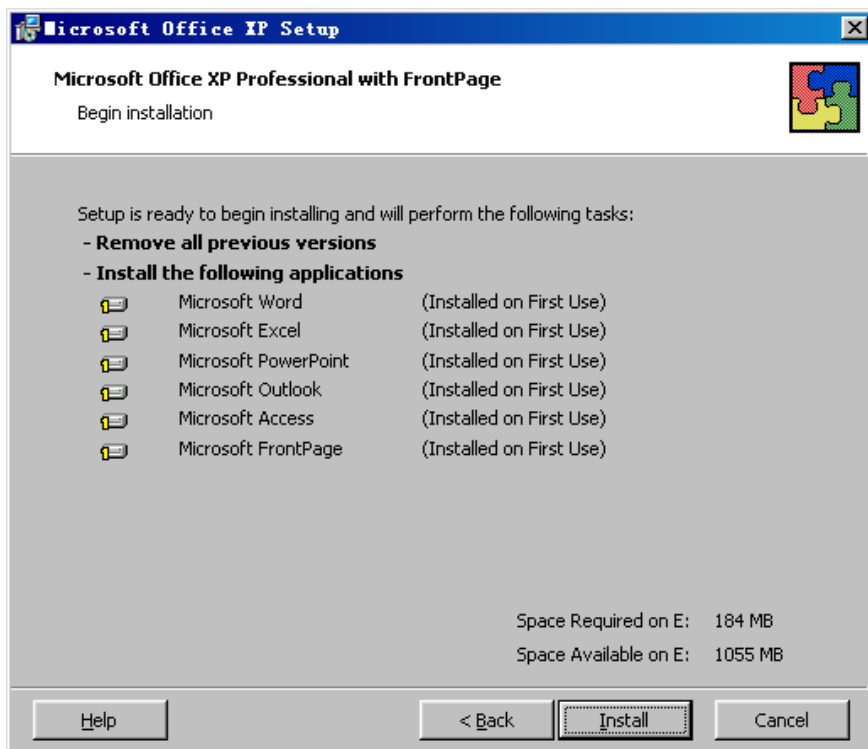 Microsoft Office XP Setup
Microsoft Office XP Professional with FrontPage
Begin installation
Setup is ready to begin installing and will perform the following tasks:
- Remove all previous versions
- Install the following applications
Microsoft Word (Installed on First Use)
Microsoft Excel (Installed on First Use)
Microsoft PowerPoint (Installed on First Use)
Microsoft Outlook (Installed on First Use)
Microsoft Access (Installed on First Use)
Microsoft FrontPage (Installed on First Use)
Space Required on E: 184 MB
Space Available on E: 1055 MB
Help < Back Install Cancel